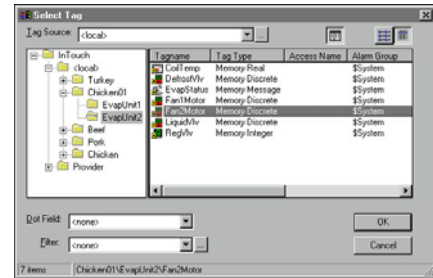 Select Tag
Tag Source: <local>
...
InTouch
<local>
Turkey
Chicken01
EvapUnit1
EvapUnit2
Beef
Pork
Chicken
Provider
Tagname Tag Type Access Name Alarm Group
CoilTemp Memory Real $System
DefrostVlv Memory Discrete $System
EvapStatus Memory Message $System
Fan1Motor Memory Discrete $System
Fan2Motor Memory Discrete $System
LiquidVlv Memory Discrete $System
RegVlv Memory Integer $System
Dot Field: <none>
OK
Filter: <none>
...
Cancel
7 items Chicken01\EvapUnit2\Fan2Motor